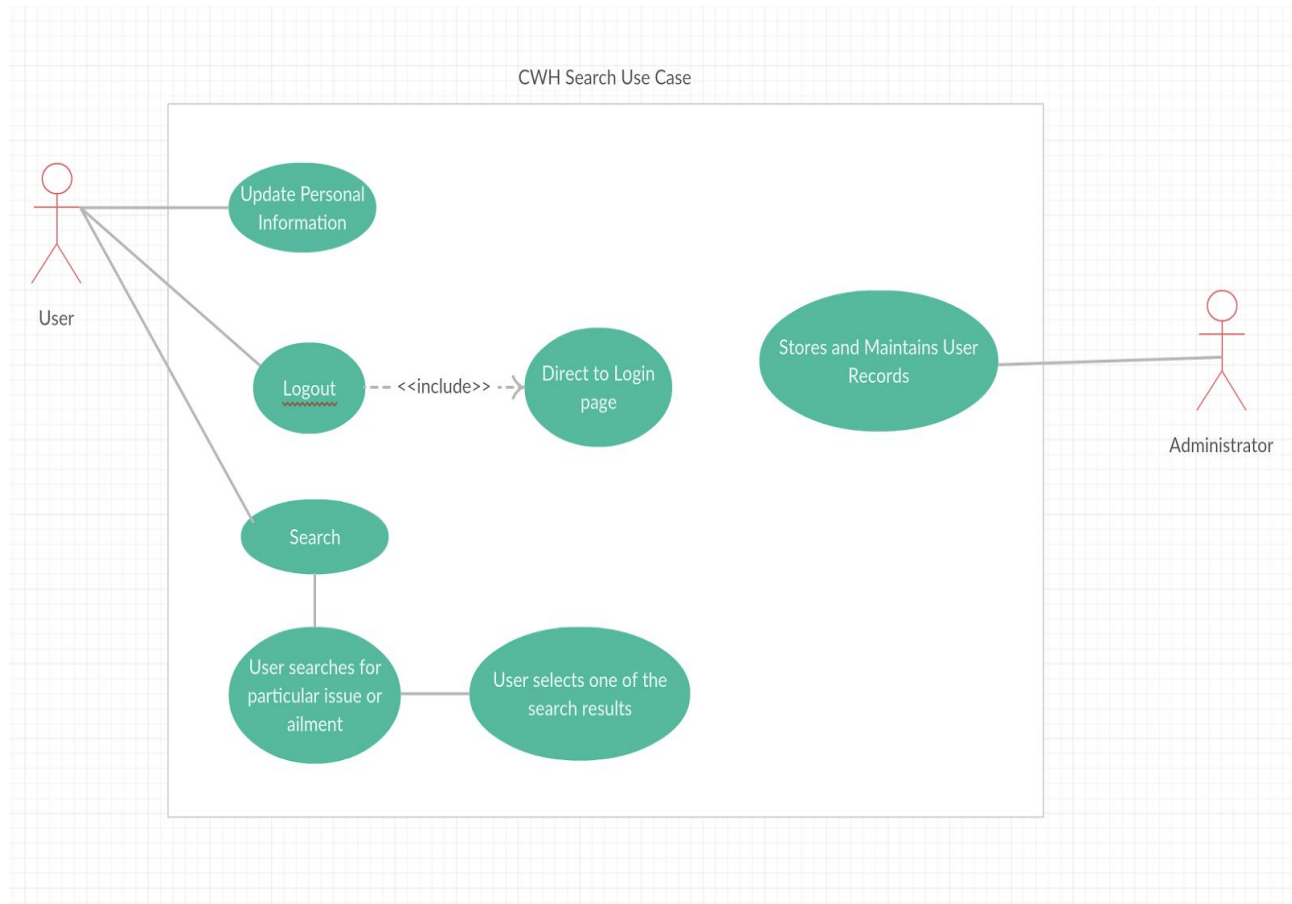 CWH Search Use Case
Update Personal
Information
User
Logout
<<include>>
Direct to Login
page
Stores and Maintains User
Records
Administrator
Search
User searches for
particular issue or
ailment
User selects one of the
search results